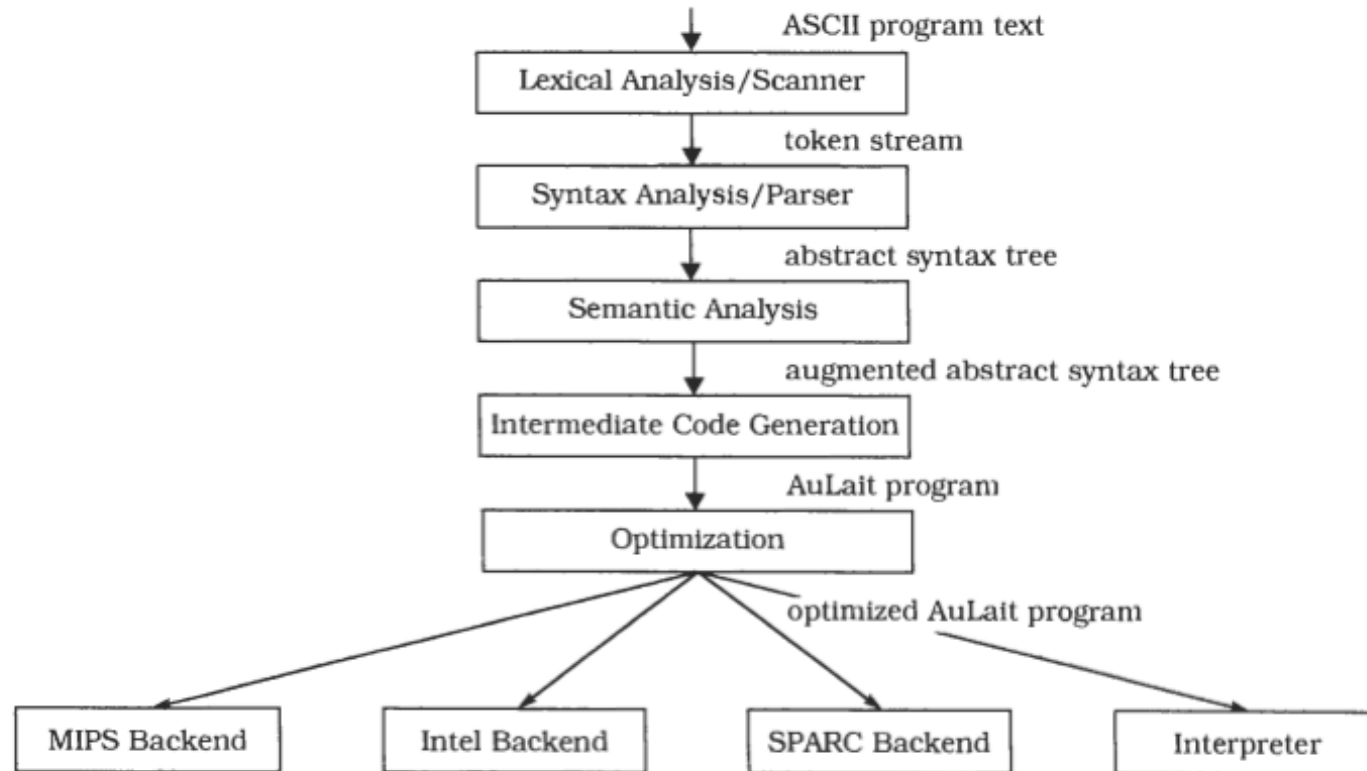 ASCII program text
Lexical Analysis/Scanner
token stream
Syntax Analysis/Parser
abstract syntax tree
Semantic Analysis
augmented abstract syntax tree
Intermediate Code Generation
AuLait program
Optimization
optimized AuLait program
MIPS Backend
Intel Backend
SPARC Backend
Interpreter